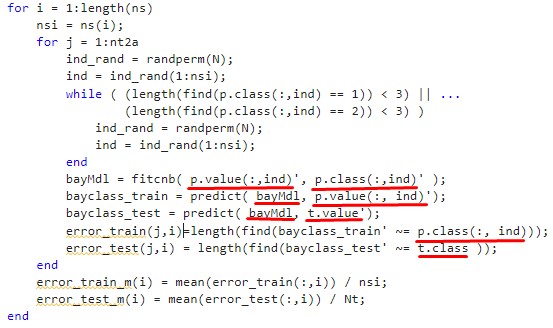 for i = 1:length(ns)
nsi = ns(i);
for j = 1:nt2a
ind_rand = randperm(N);
ind = ind_rand(1:nsi);
while ( (length(find(p.class(:,ind) == 1)) < 3) || ...
(length(find(p.class(:,ind) == 2)) < 3) )
ind_rand = randperm(N);
ind = ind_rand(1:nsi);
end
bayMdl = fitcnb( p.value(:,ind)', p.class(:,ind)' );
bayclass_train = predict( bayMdl, p.value(:, ind)');
bayclass_test = predict( bayMdl, t.value');
error_train(j,i)=length(find(bayclass_train' ~= p.class(:, ind)));
error_test(j,i) = length(find(bayclass_test' ~= t.class ));
end
error_train_m(i) = mean(error_train(:,i)) / nsi;
error_test_m(i) = mean(error_test(:,i)) / Nt;
end